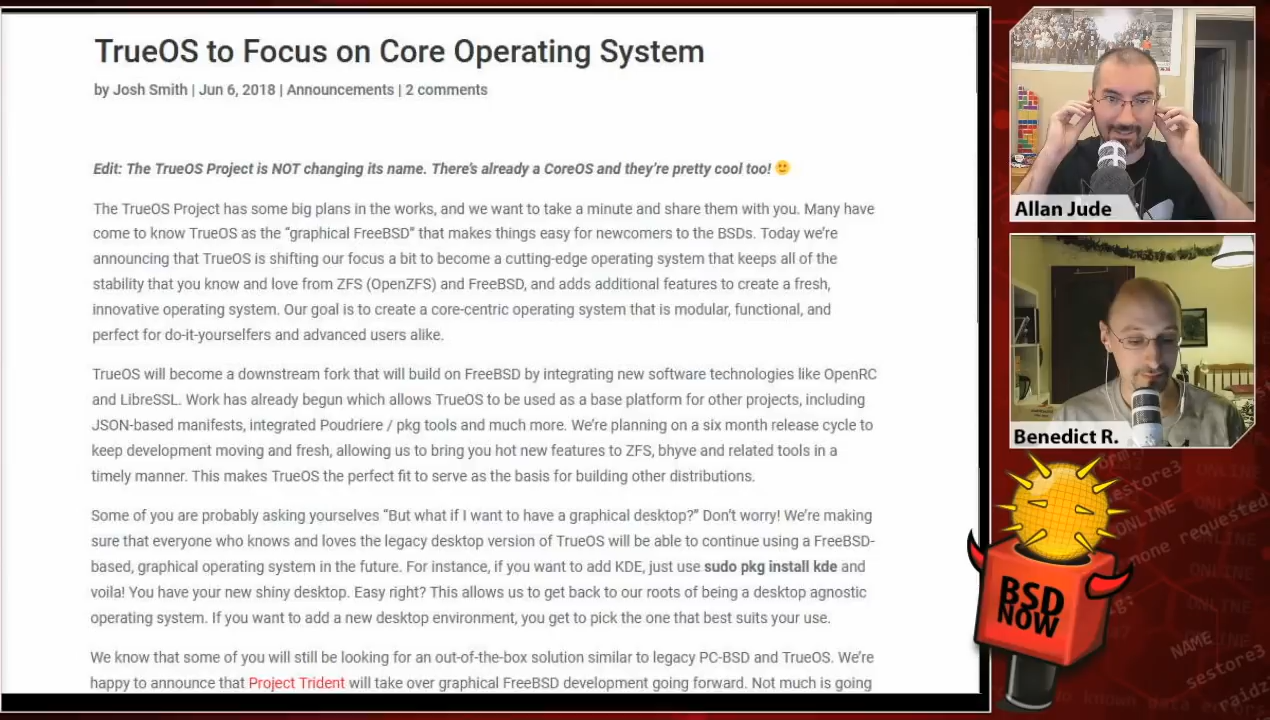 TrueOS to Focus on Core Operating System
by Josh Smith | Jun 6, 2018 | Announcements | 2 comments
Edit: The TrueOS Project is NOT changing its name. There's already a CoreOS and they're pretty cool too! 🙂
The TrueOS Project has some big plans in the works, and we want to take a minute and share them with you. Many have
come to know TrueOS as the “graphical FreeBSD” that makes things easy for newcomers to the BSDs. Today we're
announcing that TrueOS is shifting our focus a bit to become a cutting-edge operating system that keeps all of the
stability that you know and love from ZFS (OpenZFS) and FreeBSD, and adds additional features to create a fresh,
innovative operating system. Our goal is to create a core-centric operating system that is modular, functional, and
perfect for do-it-yourselfers and advanced users alike.
TrueOS will become a downstream fork that will build on FreeBSD by integrating new software technologies like OpenRC
and LibreSSL. Work has already begun which allows TrueOS to be used as a base platform for other projects, including
JSON-based manifests, integrated Poudriere / pkg tools and much more. We're planning on a six month release cycle to
keep development moving and fresh, allowing us to bring you hot new features to ZFS, bhyve and related tools in a
timely manner. This makes TrueOS the perfect fit to serve as the basis for building other distributions.
Some of you are probably asking yourselves “But what if I want to have a graphical desktop?” Don't worry! We're making
sure that everyone who knows and loves the legacy desktop version of TrueOS will be able to continue using a FreeBSD-
based, graphical operating system in the future. For instance, if you want to add KDE, just use sudo pkg install kde and
voila! You have your new shiny desktop. Easy right? This allows us to get back to our roots of being a desktop agnostic
operating system. If you want to add a new desktop environment, you get to pick the one that best suits your use.
We know that some of you will still be looking for an out-of-the-box solution similar to legacy PC-BSD and TrueOS. We're
happy to announce that Project Trident will take over graphical FreeBSD development going forward. Not much is going
Allan Jude
Benedict R.
BSD
NOW
ONLINE
ONLINE
ONLINE
NAME